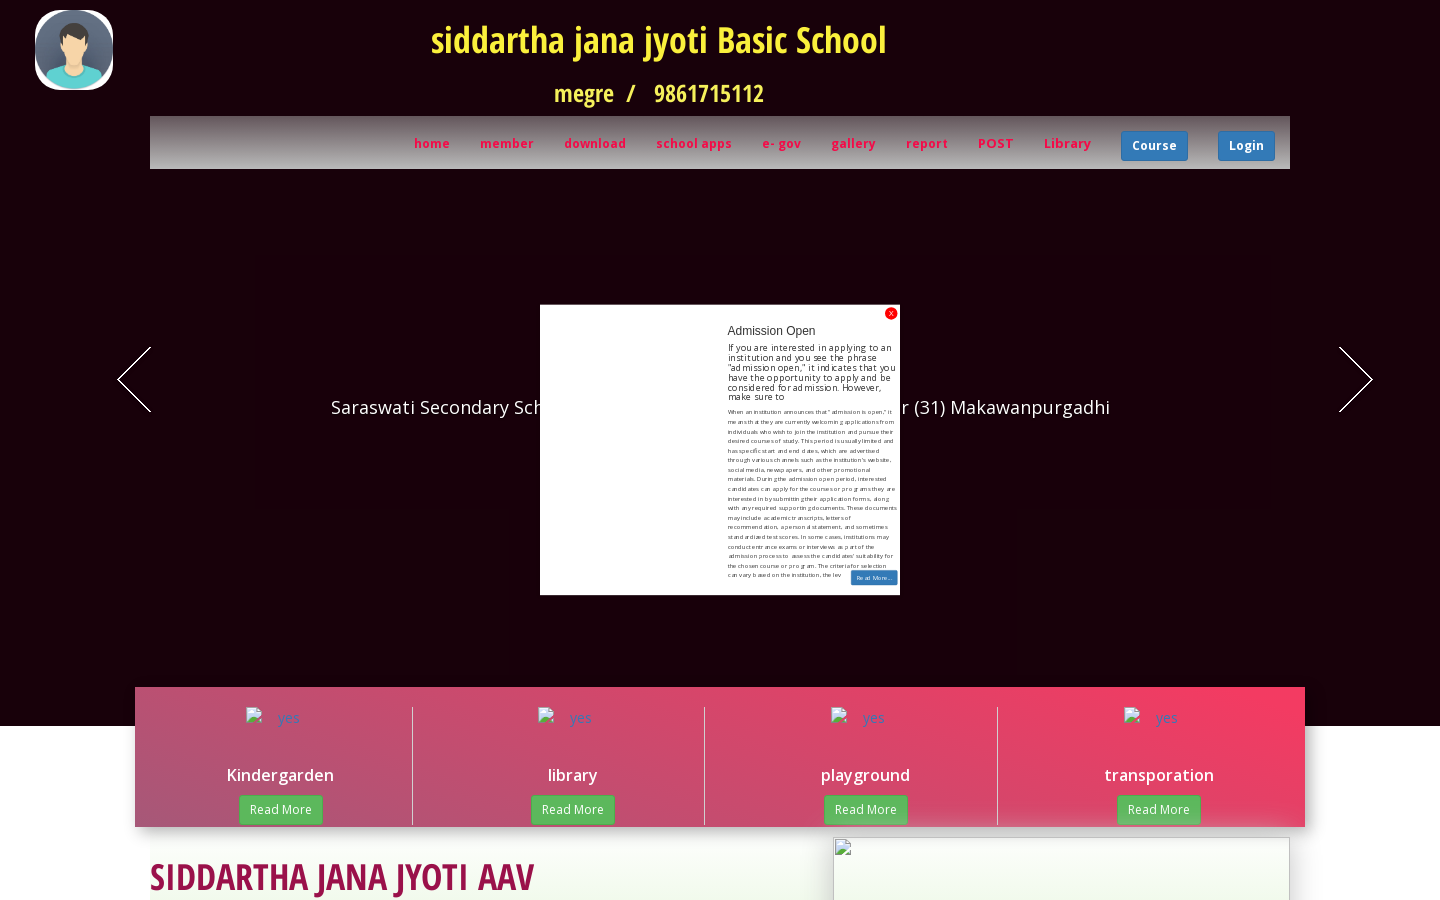 siddartha jana jyoti Basic School
megre / 9861715112
home member download school apps e- gov gallery report POST Library Course Login
X
Admission Open
If you are interested in applying to an
institution and you see the phrase
"admission open," it indicates that you
have the opportunity to apply and be
considered for admission. However,
make sure to
When an institution announces that "admission is open," it
means that they are currently welcoming applications from
individuals who wish to join the institution and pursue their
desired courses of study. This period is usually limited and
has specific start and end dates, which are advertised
through various channels such as the institution's website,
social media, newspapers, and other promotional
materials. During the admission open period, interested
candidates can apply for the courses or programs they are
interested in by submitting their application forms, along
with any required supporting documents. These documents
may include academic transcripts, letters of
recommendation, a personal statement, and sometimes
standardized test scores. In some cases, institutions may
conduct entrance exams or interviews as part of the
admission process to assess the candidates' suitability for
the chosen course or program. The criteria for selection
can vary based on the institution, the lev
Read More...
Saraswati Secondary Sch r (31) Makawanpurgadhi
yes yes yes yes
Kindergarden library playground transporation
Read More Read More Read More Read More
SIDDARTHA JANA JYOTI AAV